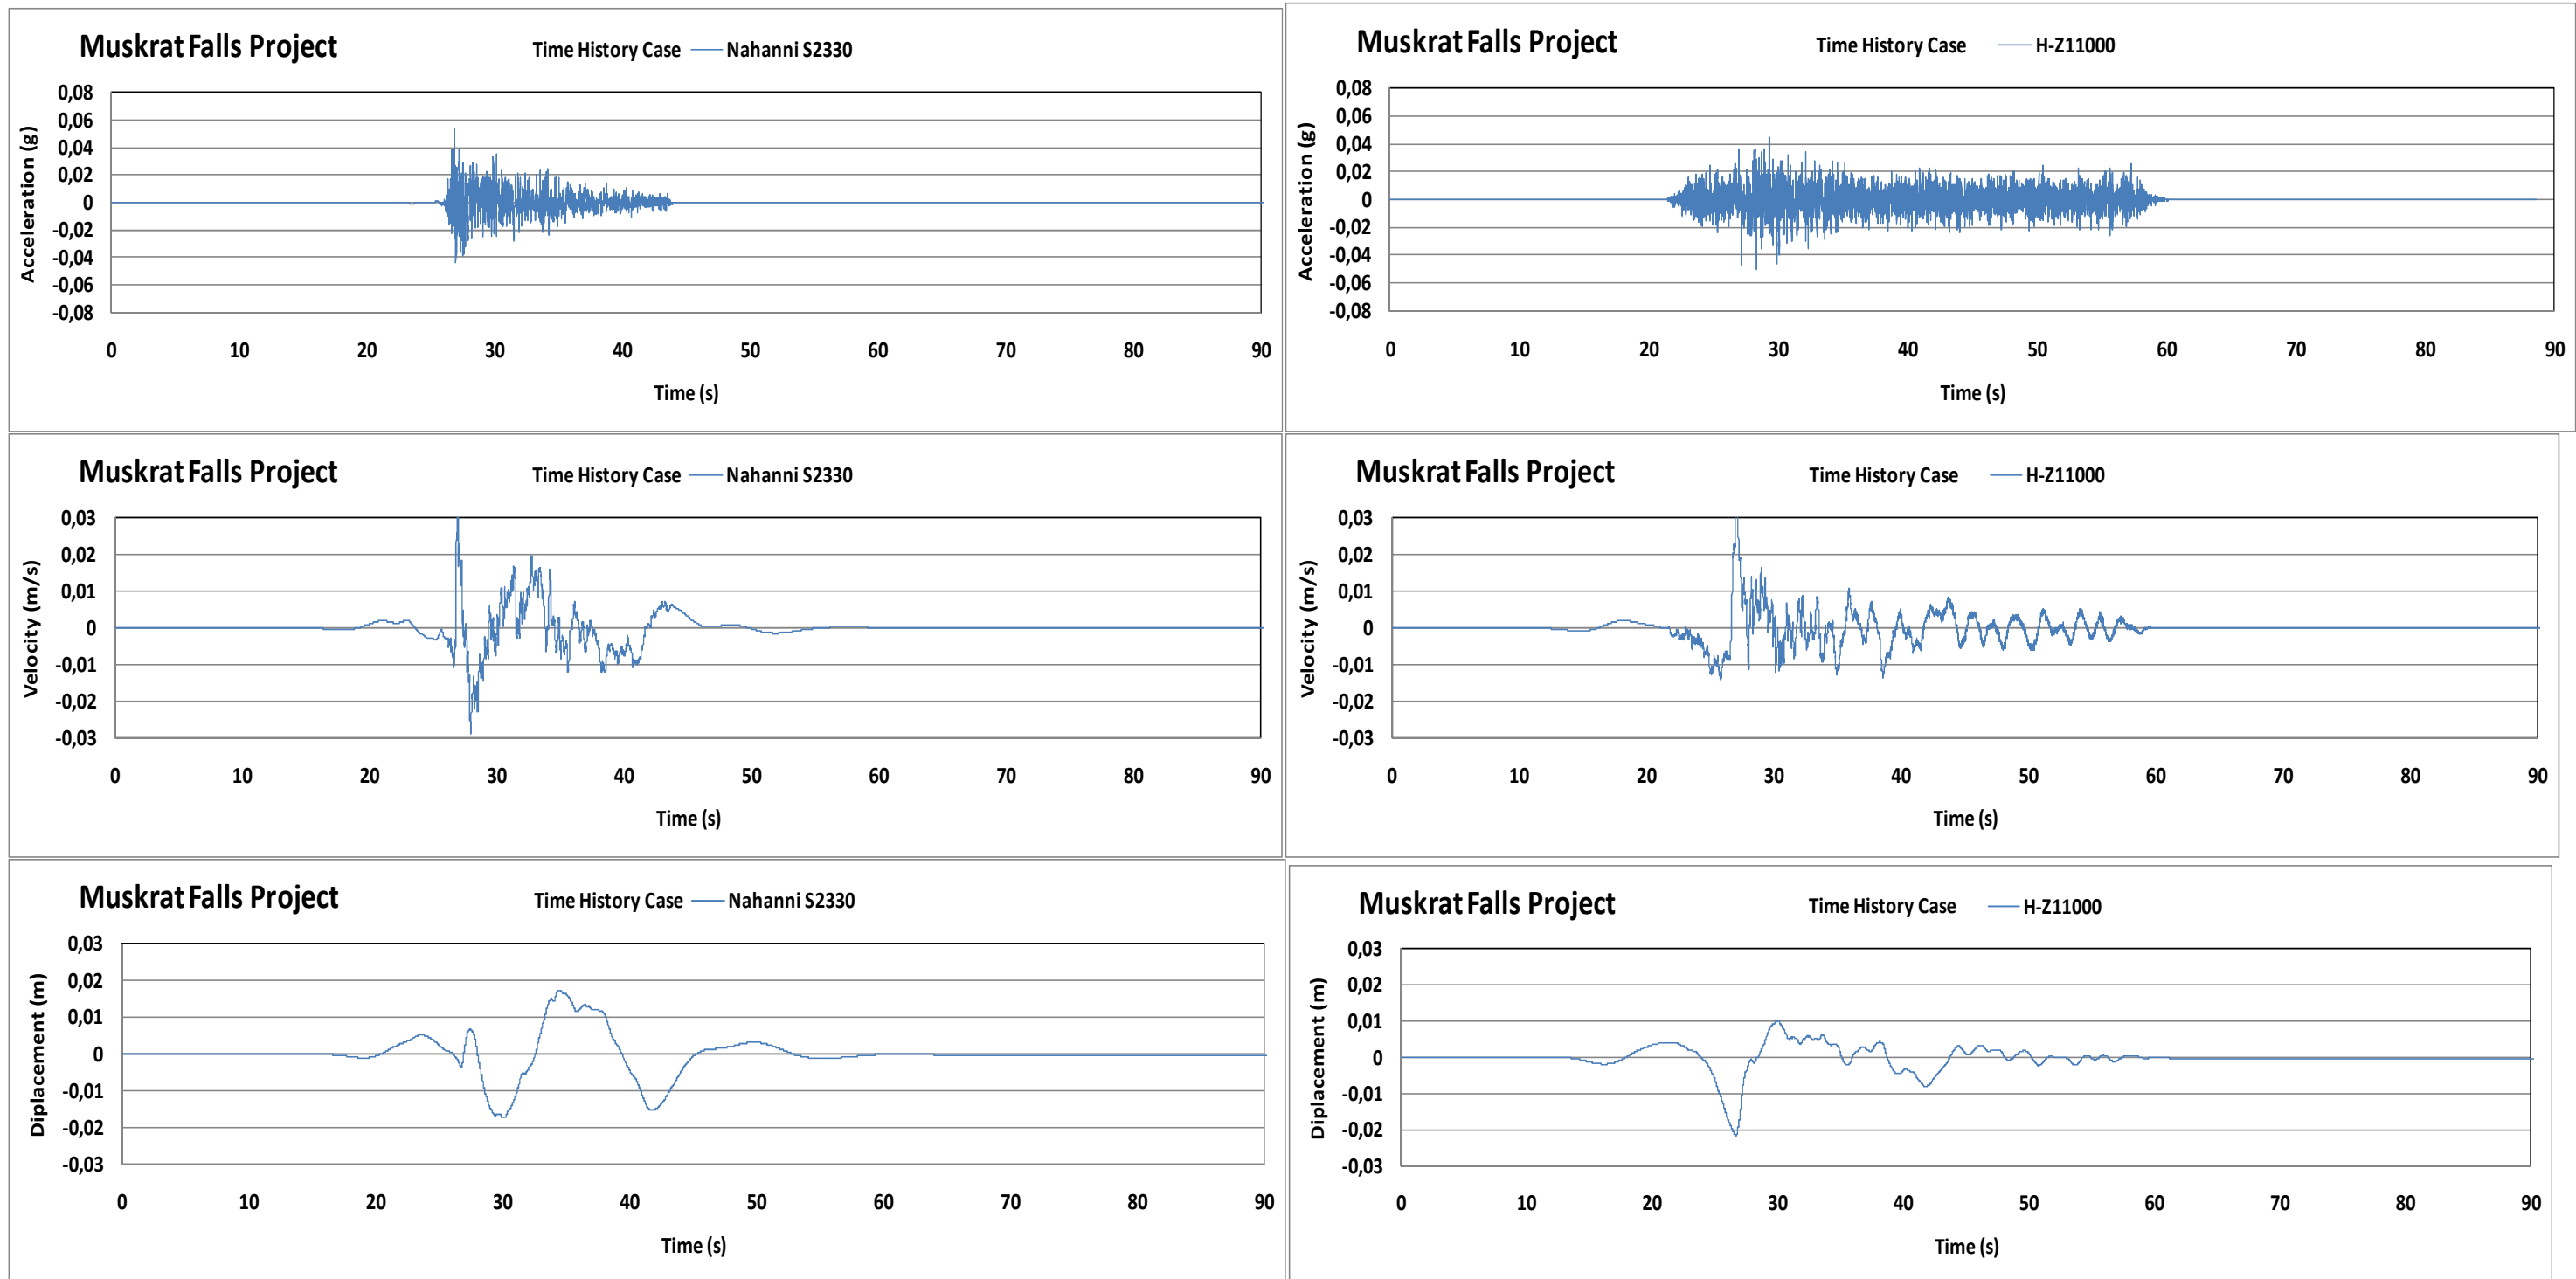 Muskrat Falls Project
Time History Case — Nahanni S2330
Acceleration (g)
0,08
0,06
0,04
0,02
0
-0,02
-0,04
-0,06
-0,08
0 10 20 30 40 50 60 70 80 90
Time (s)
Muskrat Falls Project
Time History Case — H-Z11000
Acceleration (g)
0,08
0,06
0,04
0,02
0
-0,02
-0,04
-0,06
-0,08
0 10 20 30 40 50 60 70 80 90
Time (s)
Muskrat Falls Project
Time History Case — Nahanni S2330
Velocity (m/s)
0,03
0,02
0,01
0
-0,01
-0,02
-0,03
0 10 20 30 40 50 60 70 80 90
Time (s)
Muskrat Falls Project
Time History Case — H-Z11000
Velocity (m/s)
0,03
0,02
0,01
0
-0,01
-0,02
-0,03
0 10 20 30 40 50 60 70 80 90
Time (s)
Muskrat Falls Project
Time History Case — Nahanni S2330
Diplacement (m)
0,03
0,02
0,01
0
-0,01
-0,02
-0,03
0 10 20 30 40 50 60 70 80 90
Time (s)
Muskrat Falls Project
Time History Case — H-Z11000
Diplacement (m)
0,03
0,02
0,01
0
-0,01
-0,02
-0,03
0 10 20 30 40 50 60 70 80 90
Time (s)